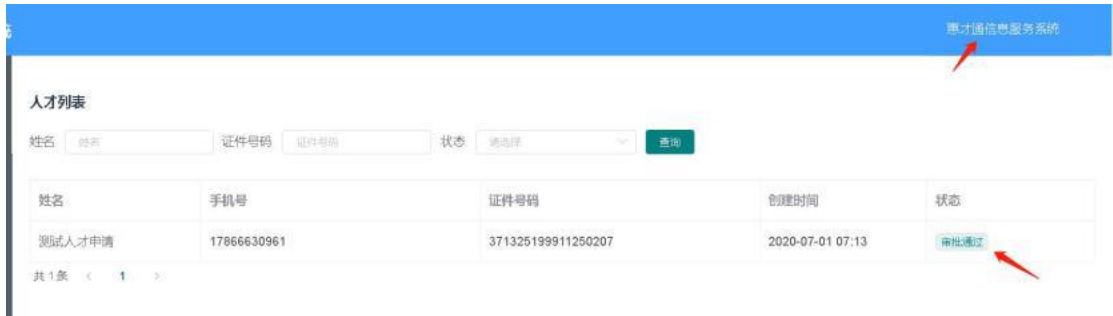 惠才通信息服务系统
人才列表
姓名 姓名 证件号码 证件号码 状态 请选择 查询
姓名 手机号 证件号码 创建时间 状态
测试人才申请 17866630961 371325199911250207 2020-07-01 07:13 审批通过
共1条 < 1 >